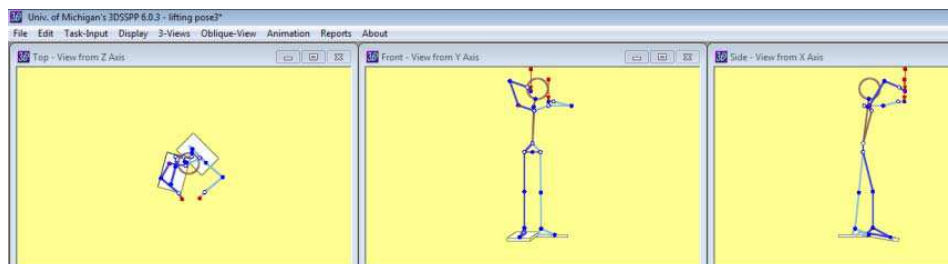 Univ. of Michigan's 3DSSPP 6.0.3 - lifting pose3*
File Edit Task-Input Display 3-Views Oblique-View Animation Reports About
Top - View from Z Axis
Front - View from Y Axis
Side - View from X Axis